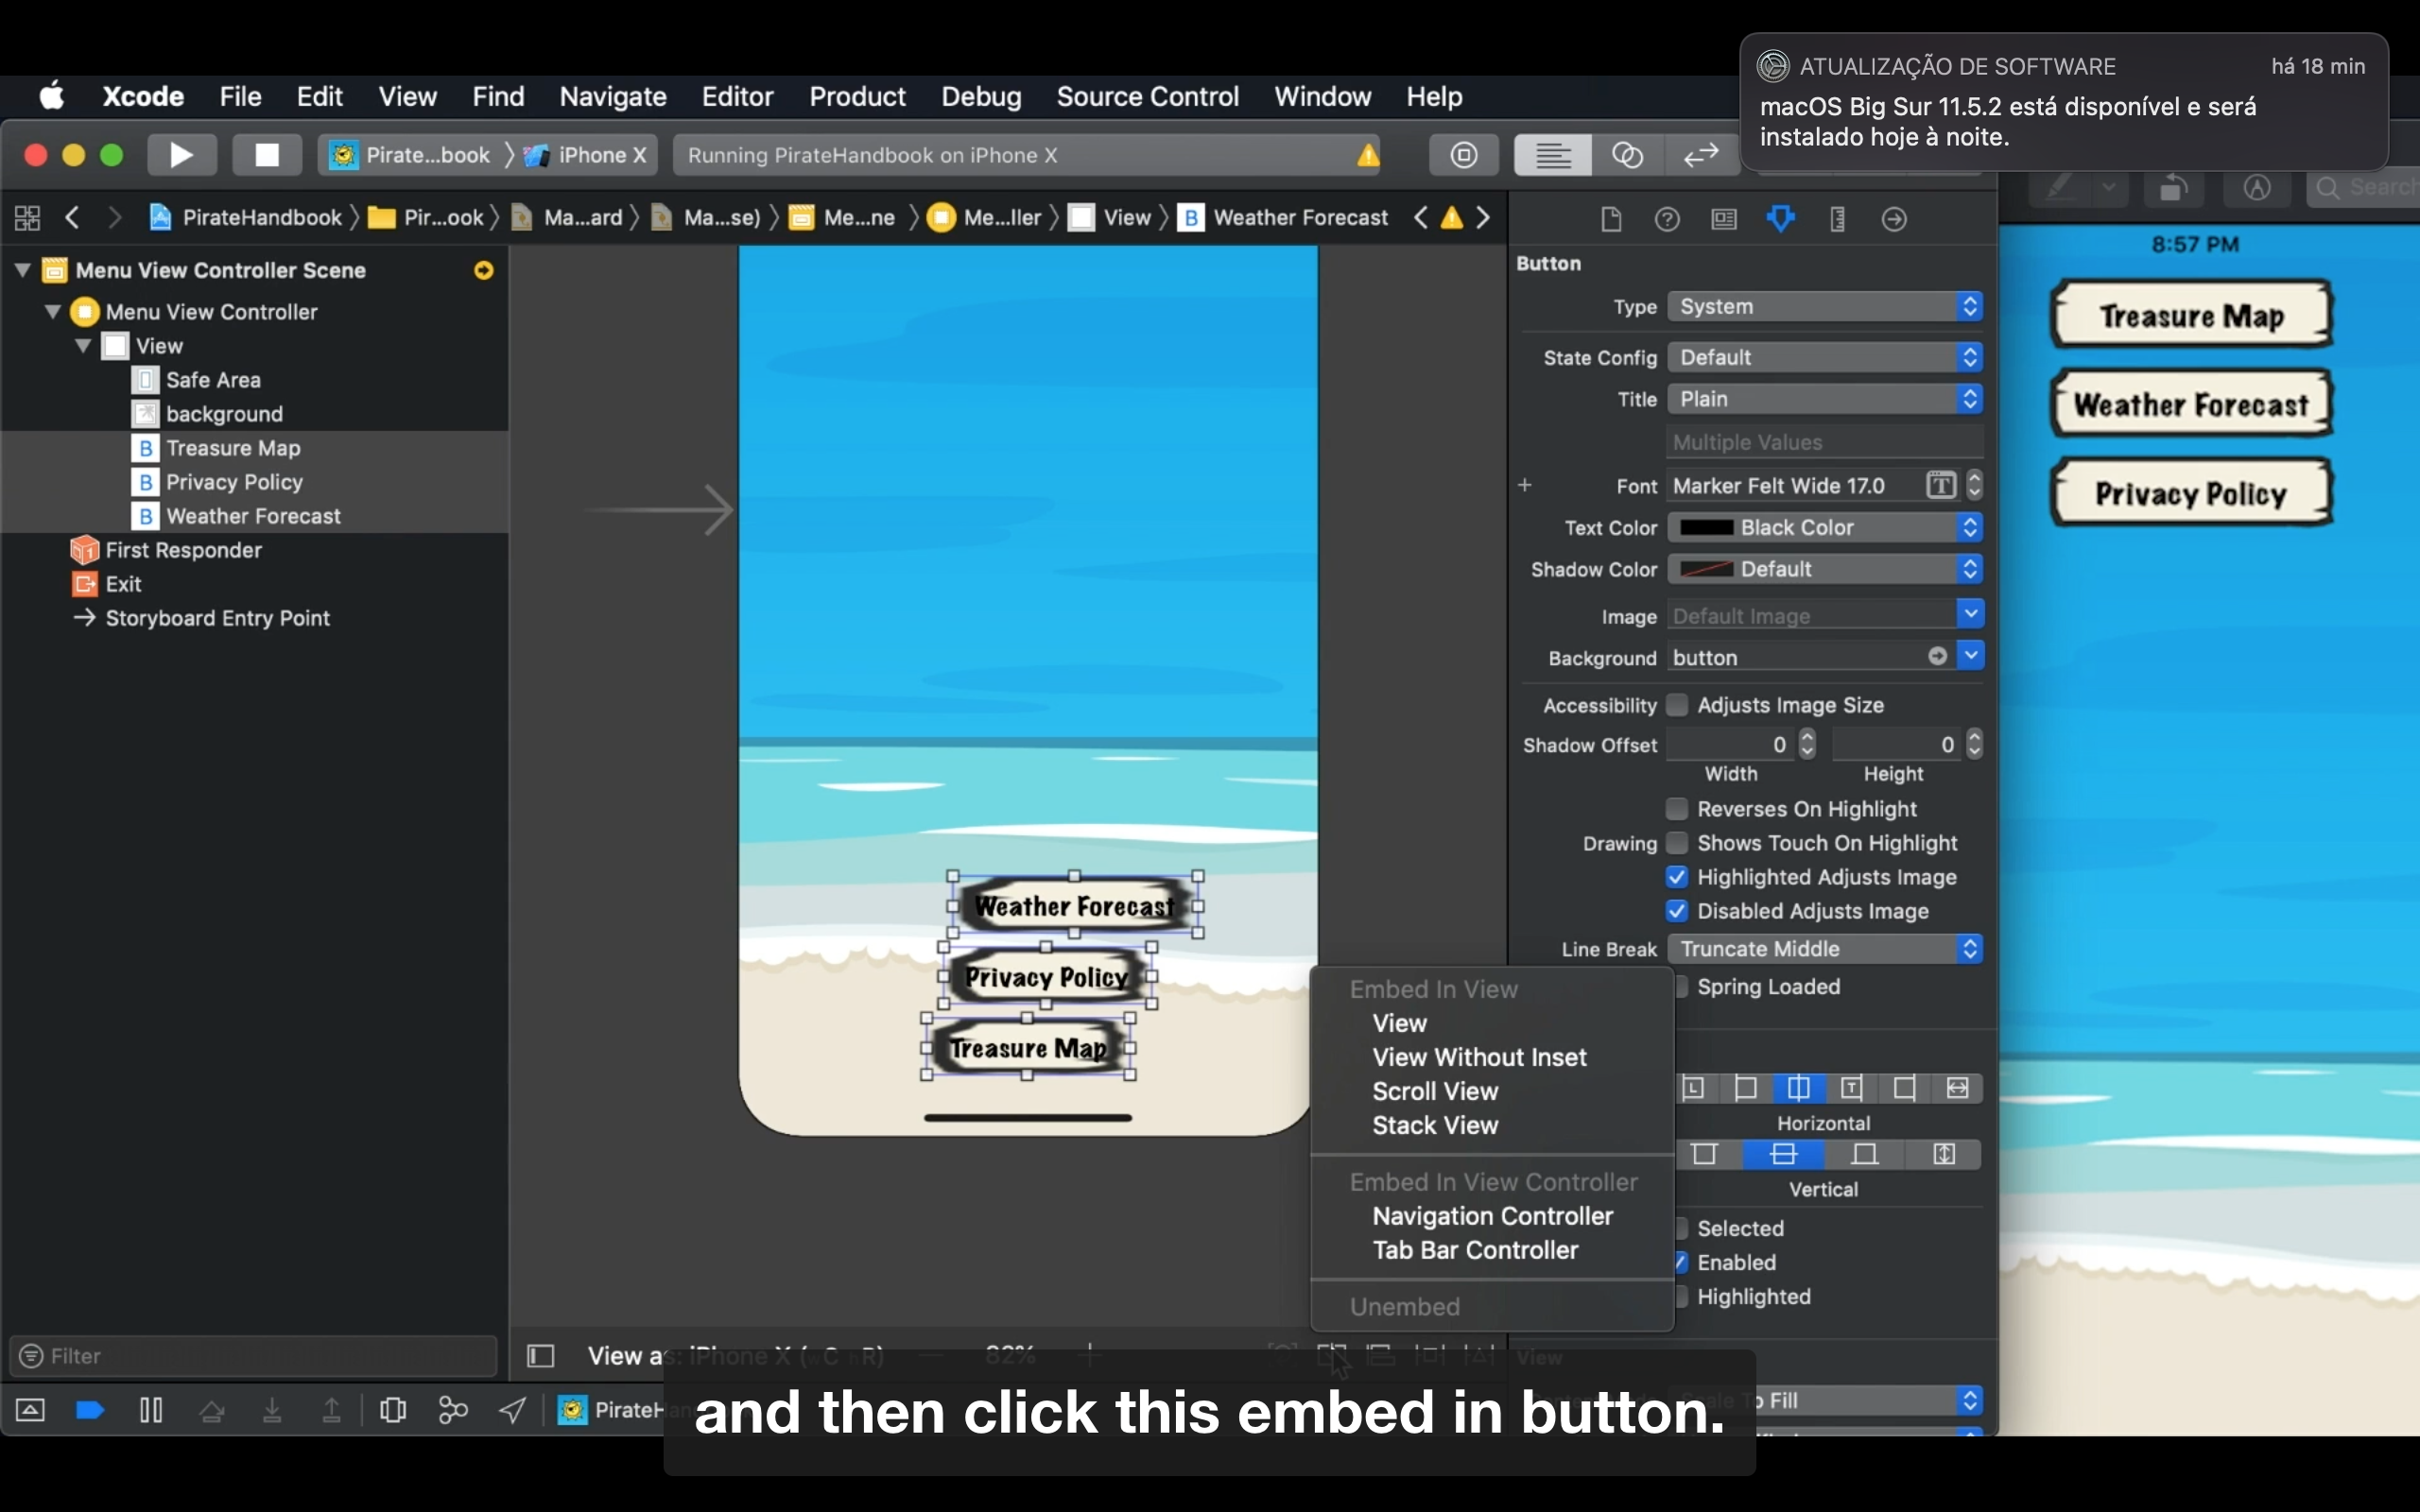 ATUALIZAÇÃO DE SOFTWARE
há 18 min
macOS Big Sur 11.5.2 está disponível e será
instalado hoje à noite.
Xcode File Edit View Find Navigate Editor Product Debug Source Control Window Help
Pirate...book
iPhone X
Running PirateHandbook on iPhone X
Search
PirateHandbook
Pir...ook
Ma...ard
Ma...se)
Me...ne
Me...ller
View
B Weather Forecast
Menu View Controller Scene
Menu View Controller
View
Safe Area
background
B Treasure Map
B Privacy Policy
B Weather Forecast
First Responder
Exit
Storyboard Entry Point
Filter
Weather Forecast
Privacy Policy
Treasure Map
Button
Type System
State Config Default
Title Plain
Multiple Values
Font Marker Felt Wide 17.0
Text Color Black Color
Shadow Color Default
Image Default Image
Background button
Accessibility Adjusts Image Size
Shadow Offset 0 0
Width Height
Reverses On Highlight
Drawing Shows Touch On Highlight
Highlighted Adjusts Image
Disabled Adjusts Image
Line Break Truncate Middle
Spring Loaded
Horizontal
Vertical
Selected
Enabled
Highlighted
View
Embed In View
View
View Without Inset
Scroll View
Stack View
Embed In View Controller
Navigation Controller
Tab Bar Controller
Unembed
View as: iPhone X (wC hR)
82%
PirateH
and then click this embed in button.
8:57 PM
Treasure Map
Weather Forecast
Privacy Policy